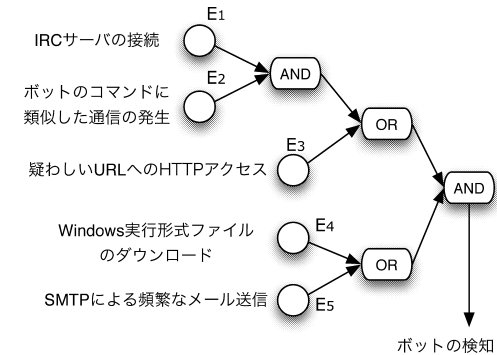 E1
IRCサーバの接続
E2
AND
ボットのコマンドに
類似した通信の発生
OR
E3
疑わしいURLへのHTTPアクセス
AND
E4
Windows実行形式ファイル
のダウンロード
OR
SMTPによる頻繁なメール送信
E5
ボットの検知